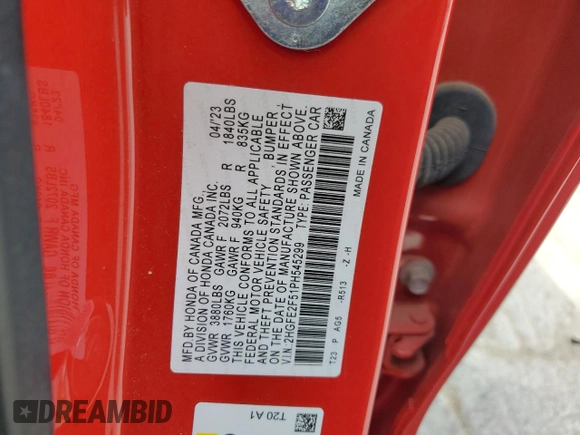 MFD. BY HONDA OF CANADA MFG. 04/'23
A DIVISION OF HONDA CANADA INC.
GVWR 3880LBS GAWR F 2072LBS R 1840LBS
GVWR 1760KG GAWR F 940KG R 835KG
THIS VEHICLE CONFORMS TO ALL APPLICABLE
FEDERAL MOTOR VEHICLE SAFETY BUMPER,
AND THEFT PREVENTION STANDARDS IN EFFECT
ON THE DATE OF MANUFACTURE SHOWN ABOVE.
V.I.N. 2HGFE2F51PH545299 TYPE: PASSENGER CAR
T23 P AG5 -R513 -Z -H
MADE IN CANADA
T20 A1
DREAMBID